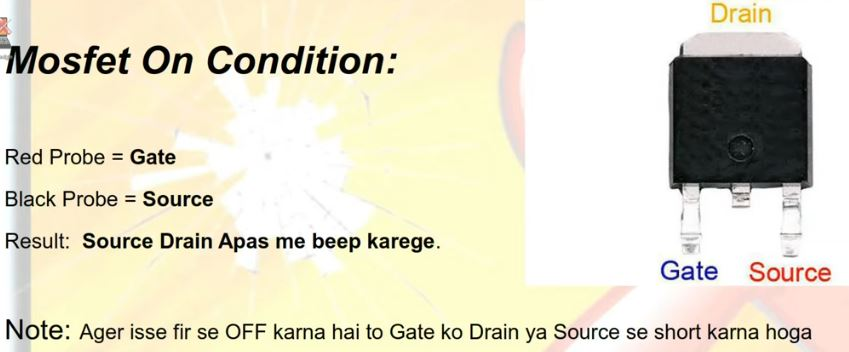 Drain
Mosfet On Condition:
Red Probe = Gate
Black Probe = Source
Result: Source Drain Apas me beep karege.
Gate Source
Note: Ager isse fir se OFF karna hai to Gate ko Drain ya Source se short karna hoga